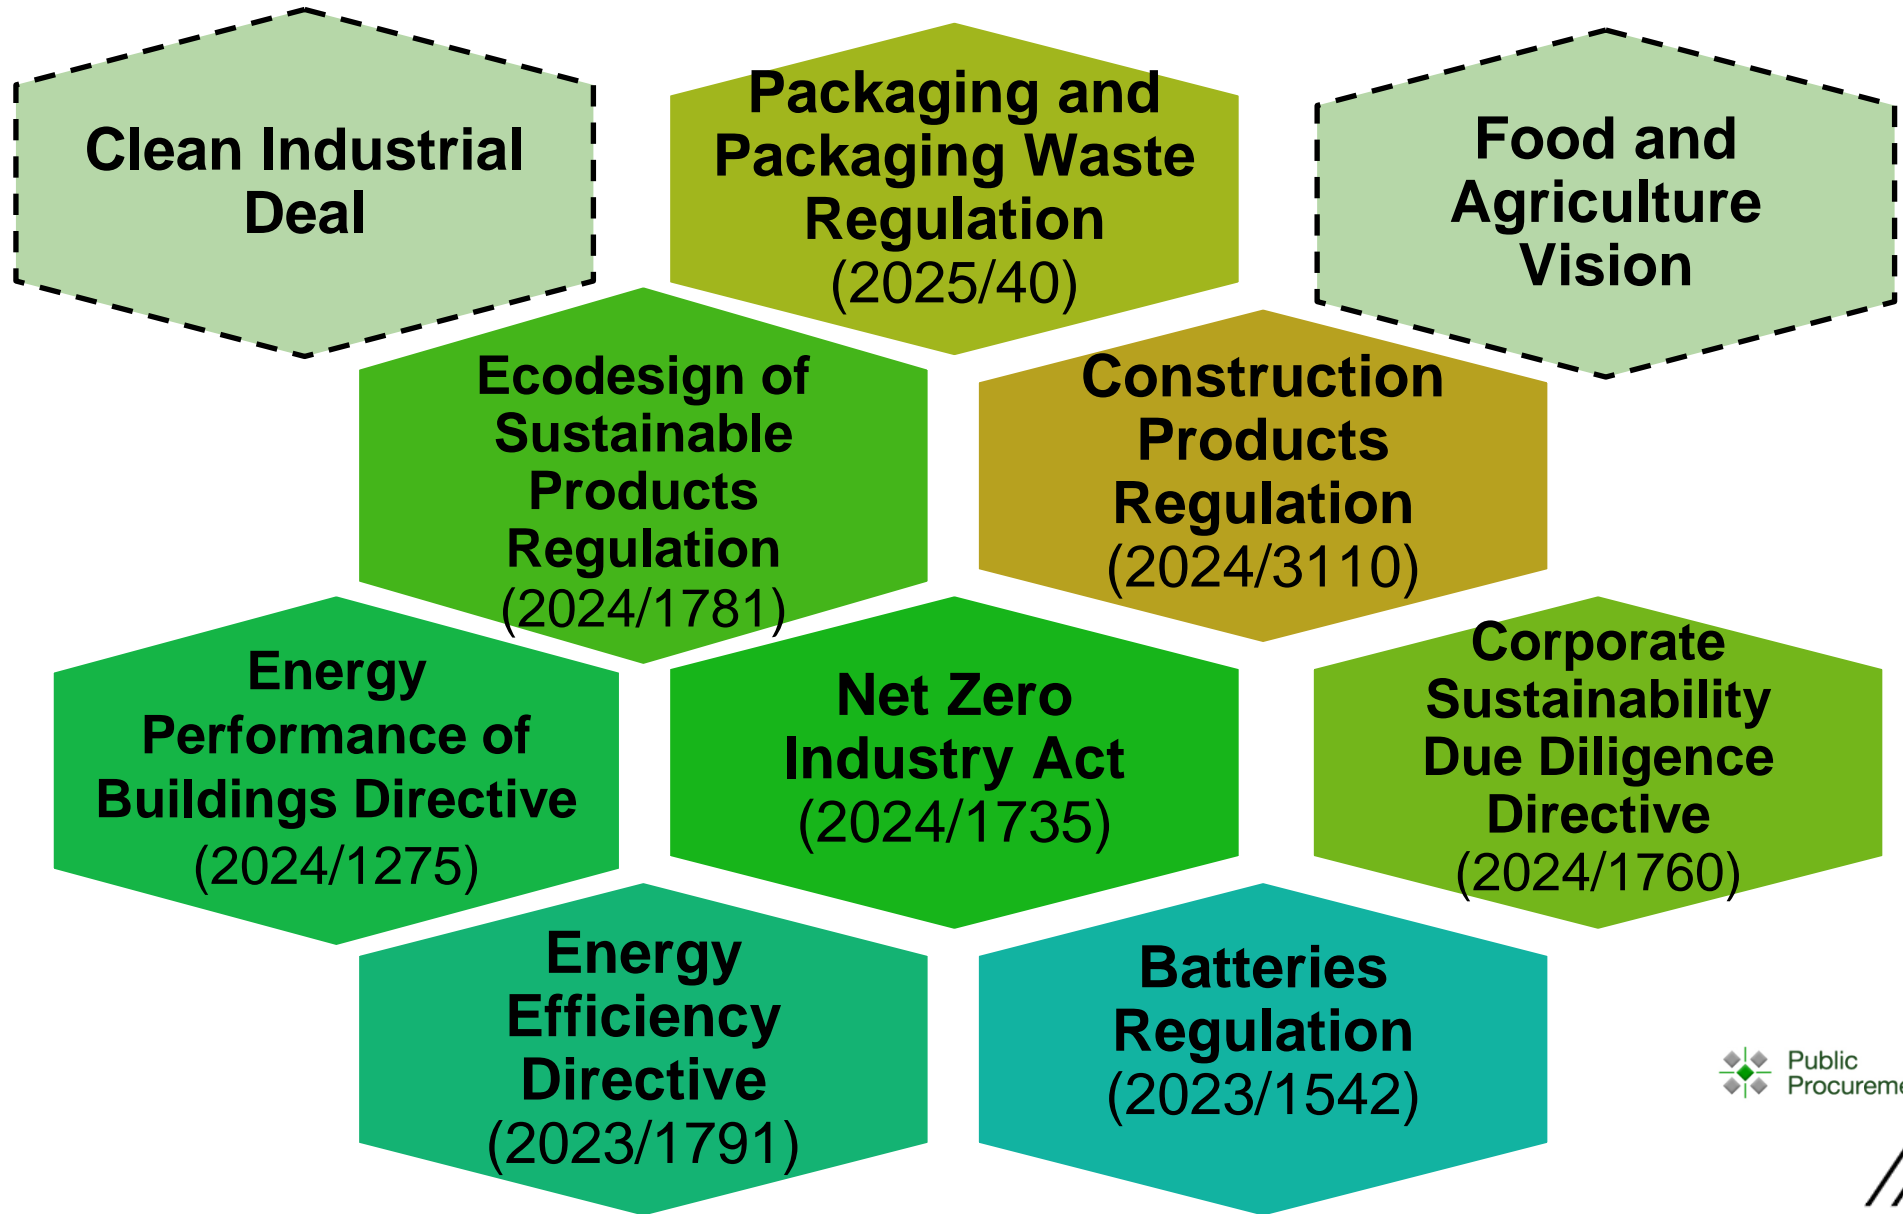 Clean Industrial
Deal
Packaging and
Packaging Waste
Regulation
(2025/40)
Food and
Agriculture
Vision
Ecodesign of
Sustainable
Products
Regulation
(2024/1781)
Construction
Products
Regulation
(2024/3110)
Energy
Performance of
Buildings Directive
(2024/1275)
Net Zero
Industry Act
(2024/1735)
Corporate
Sustainability
Due Diligence
Directive
(2024/1760)
Energy
Efficiency
Directive
(2023/1791)
Batteries
Regulation
(2023/1542)
Public
Procureme